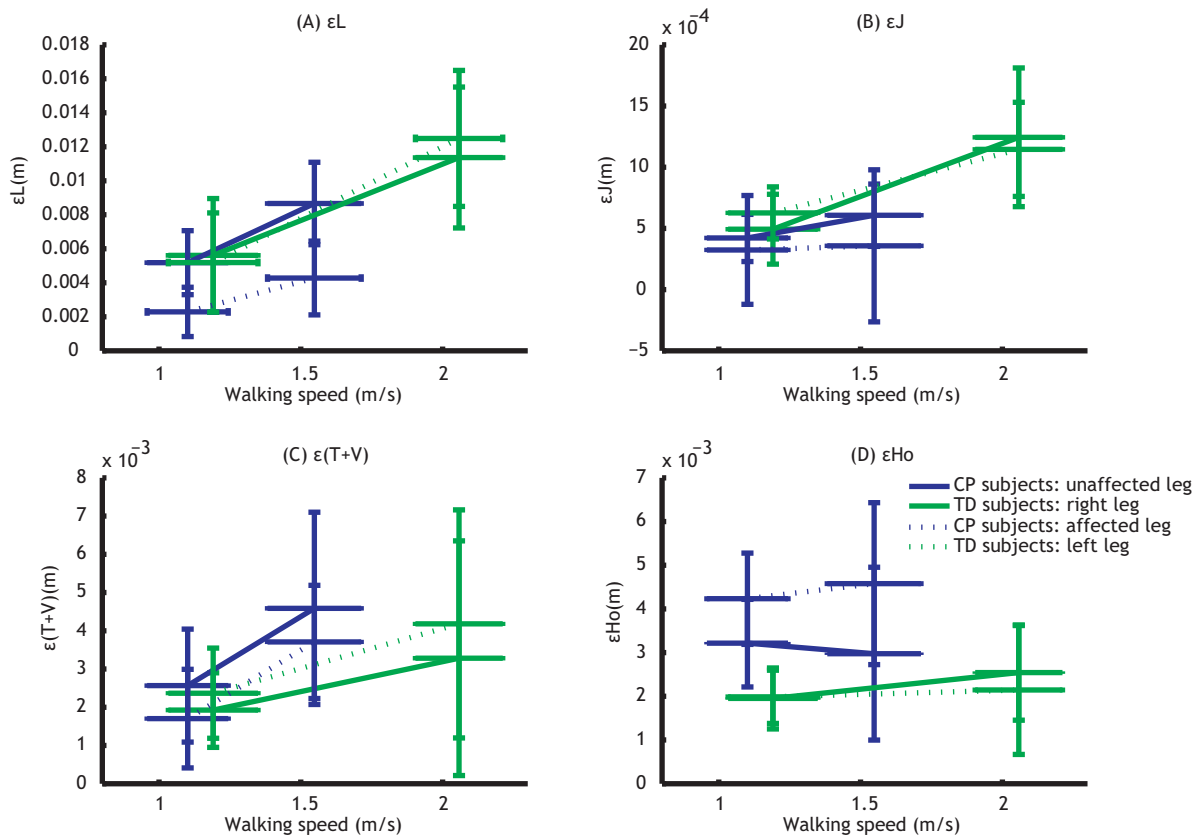 (A) εL
0.018
0.016
0.014
0.012
0.010
0.008
0.006
0.004
0.002
0
εL(m)
1
1.5
2
Walking speed (m/s)
(B) εJ
x 10−4
20
15
10
5
0
−5
εJ(m)
1
1.5
2
Walking speed (m/s)
(C) ε(T+V)
x 10−3
8
7
6
5
4
3
2
1
0
ε(T+V)(m)
1
1.5
2
Walking speed (m/s)
(D) εHo
x 10−3
7
6
5
4
3
2
1
0
εHo(m)
1
1.5
2
Walking speed (m/s)
CP subjects: unaffected leg
TD subjects: right leg
CP subjects: affected leg
TD subjects: left leg